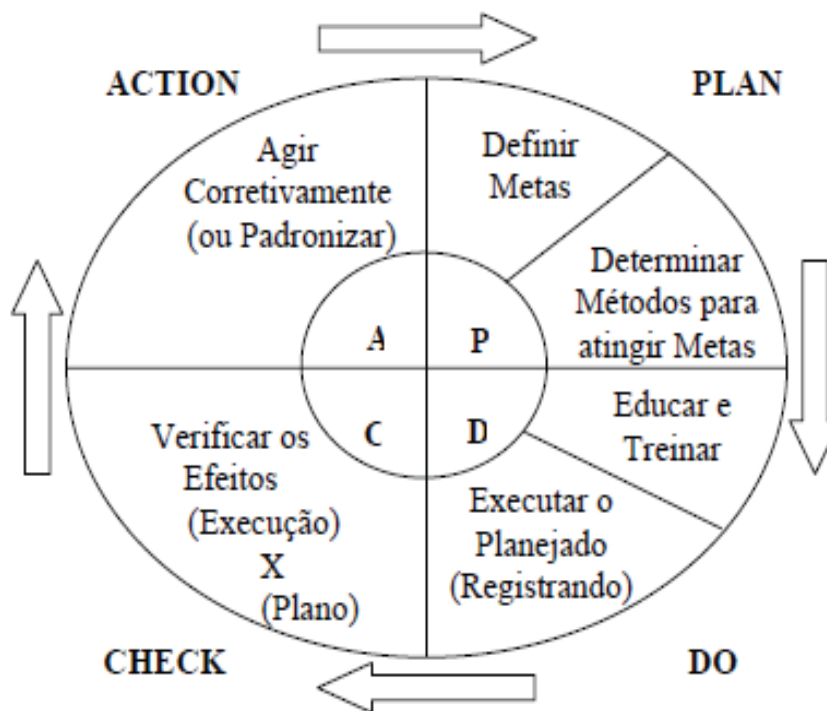 ACTION
PLAN
Agir
Corretivamente
(ou Padronizar)
Definir
Metas
Determinar
Métodos para
atingir Metas
A
P
C
D
Educar e
Treinar
Verificar os
Efeitos
(Execução)
X
(Plano)
Executar o
Planejado
(Registrando)
CHECK
DO